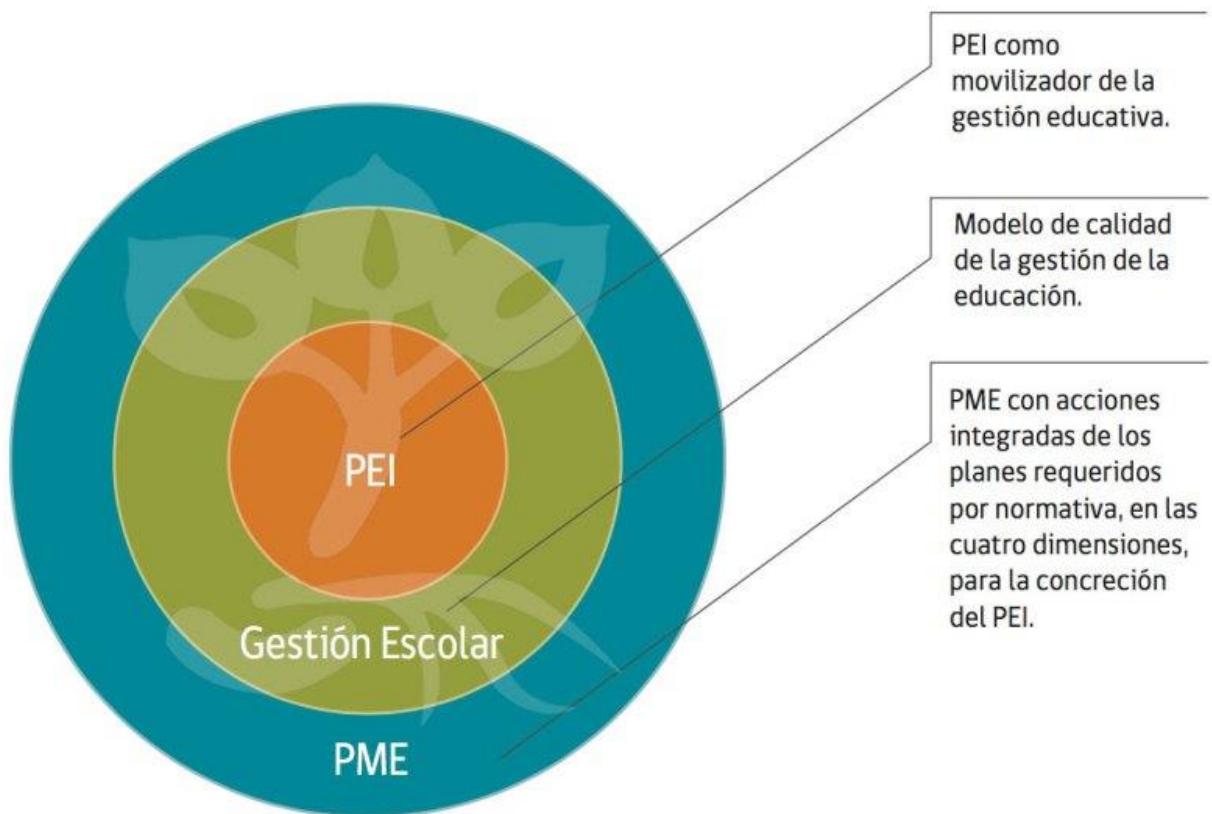 PEI como
movilizador de la
gestión educativa.
Modelo de calidad
de la gestión de la
educación.
PME con acciones
integradas de los
planes requeridos
por normativa, en las
cuatro dimensiones,
para la concreción
del PEI.
PEI
Gestión Escolar
PME